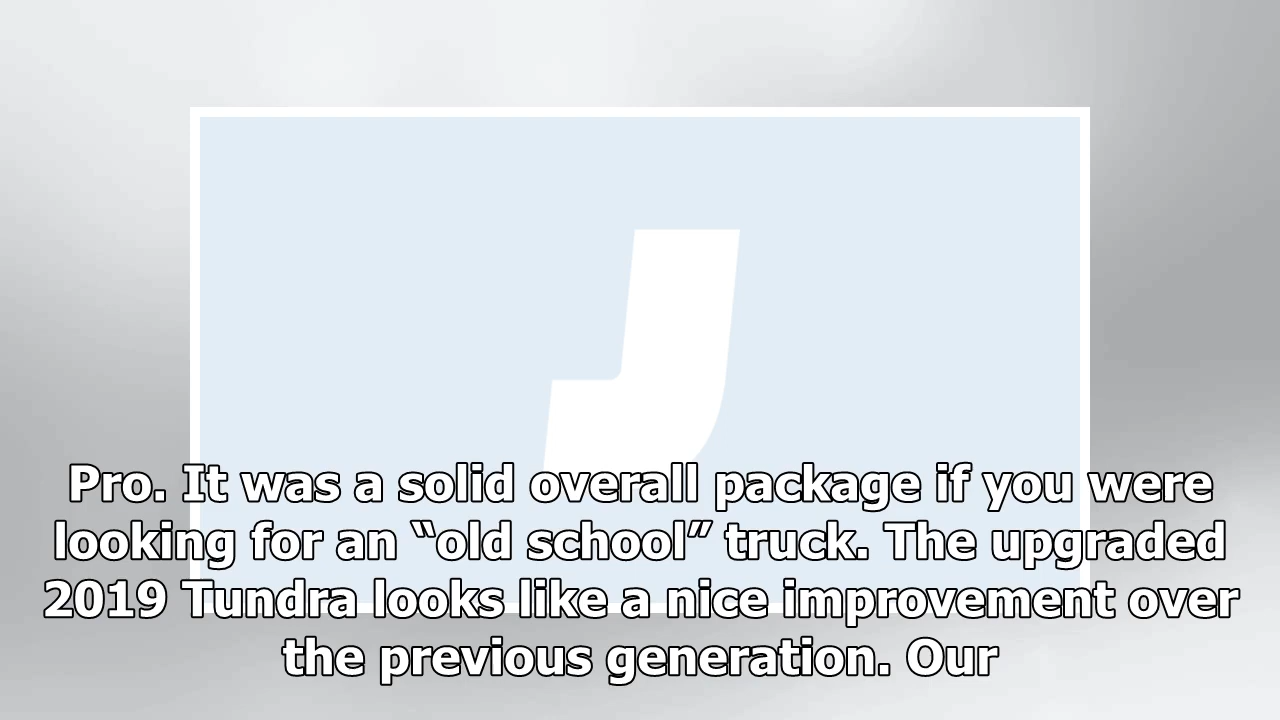 Pro. It was a solid overall package if you were
looking for an “old school” truck. The upgraded
2019 Tundra looks like a nice improvement over
the previous generation. Our